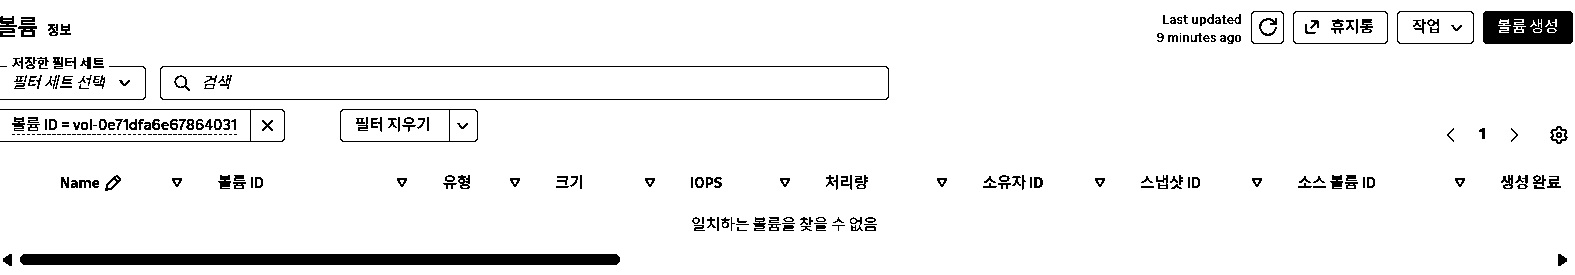 볼륨 정보
Last updated
9 minutes ago
휴지통
작업
볼륨 생성
저장한 필터 세트
필터 세트 선택
검색
볼륨 ID = vol-0e71dfa6e67864031
필터 지우기
1
Name 볼륨 ID 유형 크기 IOPS 처리량 소유자 ID 스냅샷 ID 소스 볼륨 ID 생성 완료
일치하는 볼륨을 찾을 수 없음